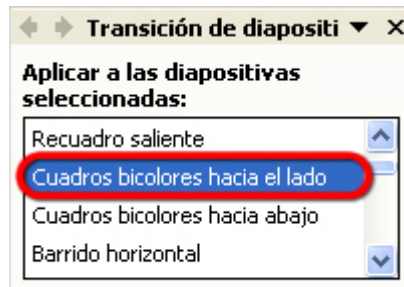 Transición de diapositi
Aplicar a las diapositivas
seleccionadas:
Recuadro saliente
Cuadros bicolores hacia el lado
Cuadros bicolores hacia abajo
Barrido horizontal